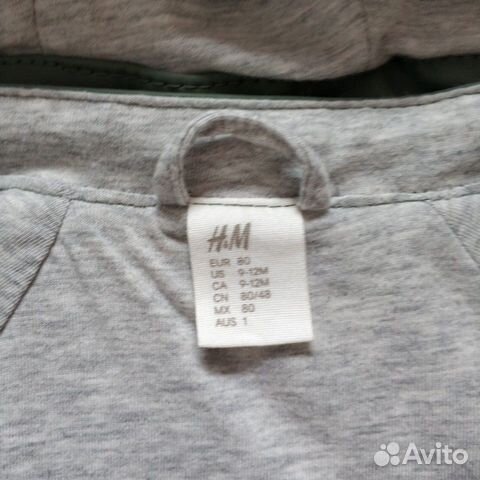 H&M
EUR 80
US 9-12M
CA 9-12M
CN 80/48
MX 80
AUS 1
Avito